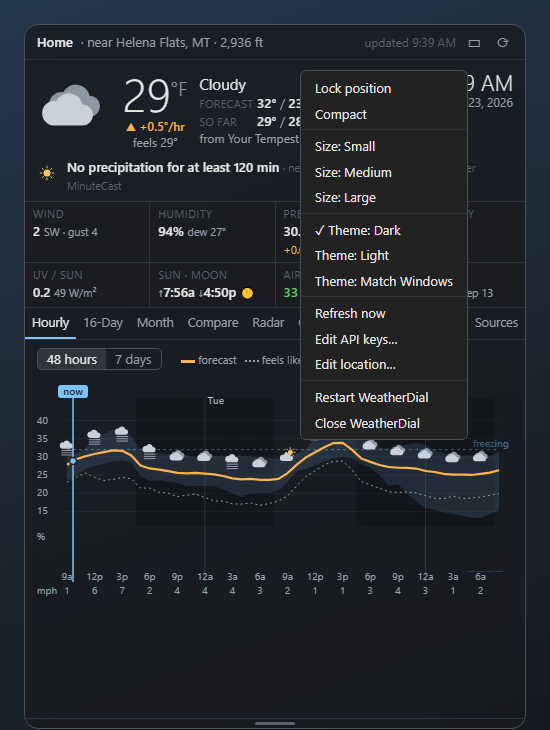 Home · near Helena Flats, MT · 2,936 ft
updated 9:39 AM
29°F
▲ +0.5°/hr
feels 29°
Cloudy
FORECAST 32° / 23
SO FAR 29° / 28
from Your Tempest
9 AM
23, 2026
No precipitation for at least 120 min
MinuteCast
WIND
2 SW · gust 4
HUMIDITY
94% dew 27°
PRE
30.
+0.
UV / SUN
0.2 49 W/m²
SUN · MOON
↑7:56a ↓4:50p
AIR
33
ep 13
Hourly
16-Day
Month
Compare
Radar
Sources
48 hours
7 days
forecast
feels like
Lock position
Compact
Size: Small
Size: Medium
Size: Large
✓ Theme: Dark
Theme: Light
Theme: Match Windows
Refresh now
Edit API keys...
Edit location...
Restart WeatherDial
Close WeatherDial
now
Tue
freezing
40
35
30
25
20
15
%
9a 12p 3p 6p 9p 12a 3a 6a 9a 12p 3p 6p 9p 12a 3a 6a
mph 1 6 7 2 4 4 4 3 2 1 1 3 4 3 1 2